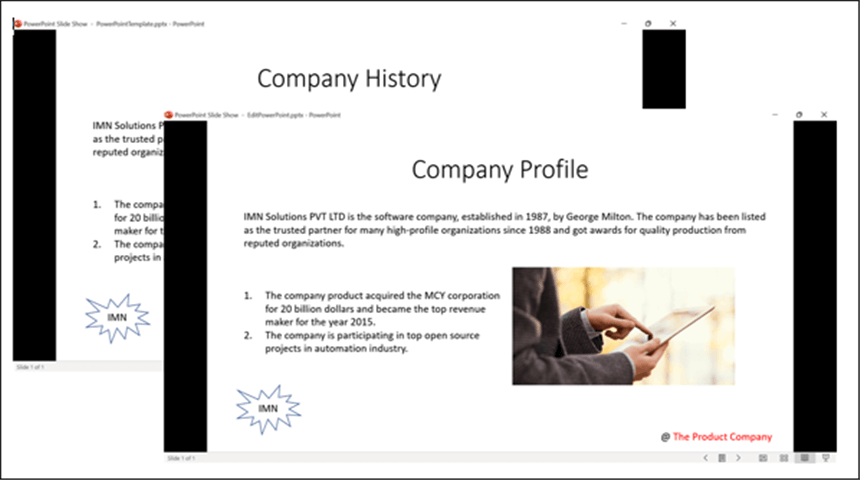 PowerPoint Slide Show - PowerPointTemplate.pptx - PowerPoint
Company History
IMN Solutions P
as the trusted p
reputed organiz
1. The compa
for 20 billio
maker for t
2. The compa
projects in
IMN
Slide 1 of 1
PowerPoint Slide Show - EditPowerPoint.pptx - PowerPoint
Company Profile
IMN Solutions PVT LTD is the software company, established in 1987, by George Milton. The company has been listed
as the trusted partner for many high-profile organizations since 1988 and got awards for quality production from
reputed organizations.
1. The company product acquired the MCY corporation
for 20 billion dollars and became the top revenue
maker for the year 2015.
2. The company is participating in top open source
projects in automation industry.
IMN
@ The Product Company
Slide 1 of 1